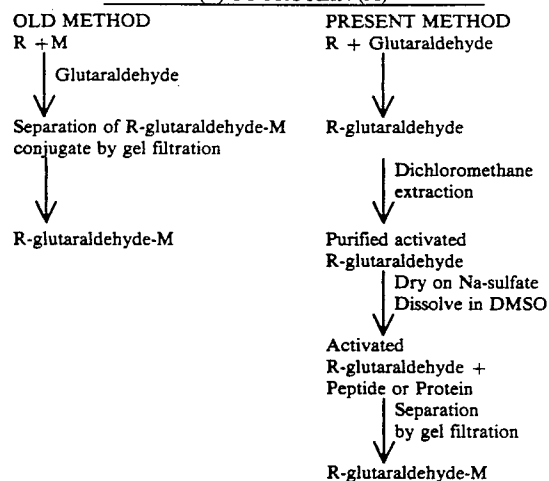 OLD METHOD
R + M
Glutaraldehyde
Separation of R-glutaraldehyde-M
conjugate by gel filtration
R-glutaraldehyde-M
PRESENT METHOD
R + Glutaraldehyde
R-glutaraldehyde
Dichloromethane
extraction
Purified activated
R-glutaraldehyde
Dry on Na-sulfate
Dissolve in DMSO
Activated
R-glutaraldehyde +
Peptide or Protein
Separation
by gel filtration
R-glutaraldehyde-M